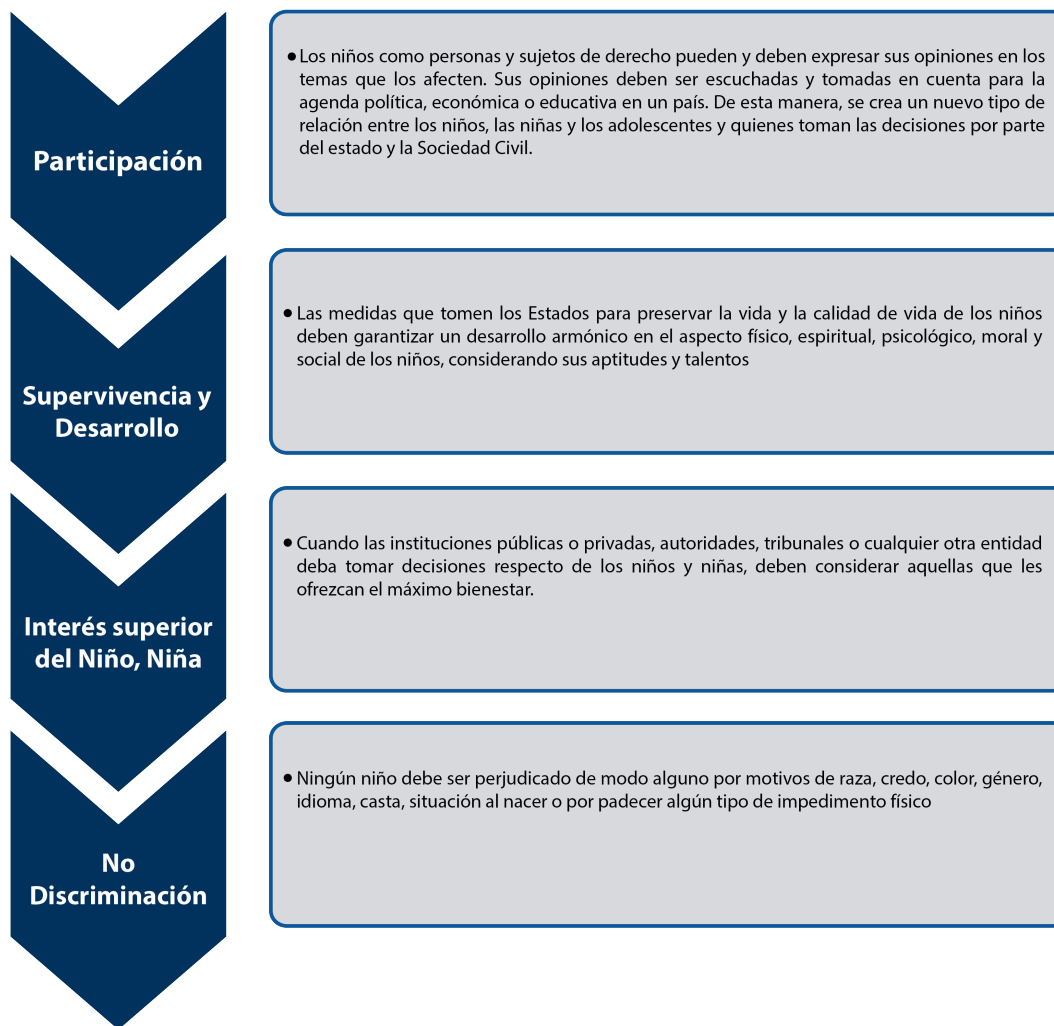 Participación
• Los niños como personas y sujetos de derecho pueden y deben expresar sus opiniones en los
temas que los afecten. Sus opiniones deben ser escuchadas y tomadas en cuenta para la
agenda política, económica o educativa en un país. De esta manera, se crea un nuevo tipo de
relación entre los niños, las niñas y los adolescentes y quienes toman las decisiones por parte
del estado y la Sociedad Civil.
Supervivencia y
Desarrollo
• Las medidas que tomen los Estados para preservar la vida y la calidad de vida de los niños
deben garantizar un desarrollo armónico en el aspecto físico, espiritual, psicológico, moral y
social de los niños, considerando sus aptitudes y talentos
Interés superior
del Niño, Niña
• Cuando las instituciones públicas o privadas, autoridades, tribunales o cualquier otra entidad
deba tomar decisiones respecto de los niños y niñas, deben considerar aquellas que les
ofrezcan el máximo bienestar.
No
Discriminación
• Ningún niño debe ser perjudicado de modo alguno por motivos de raza, credo, color, género,
idioma, casta, situación al nacer o por padecer algún tipo de impedimento físico